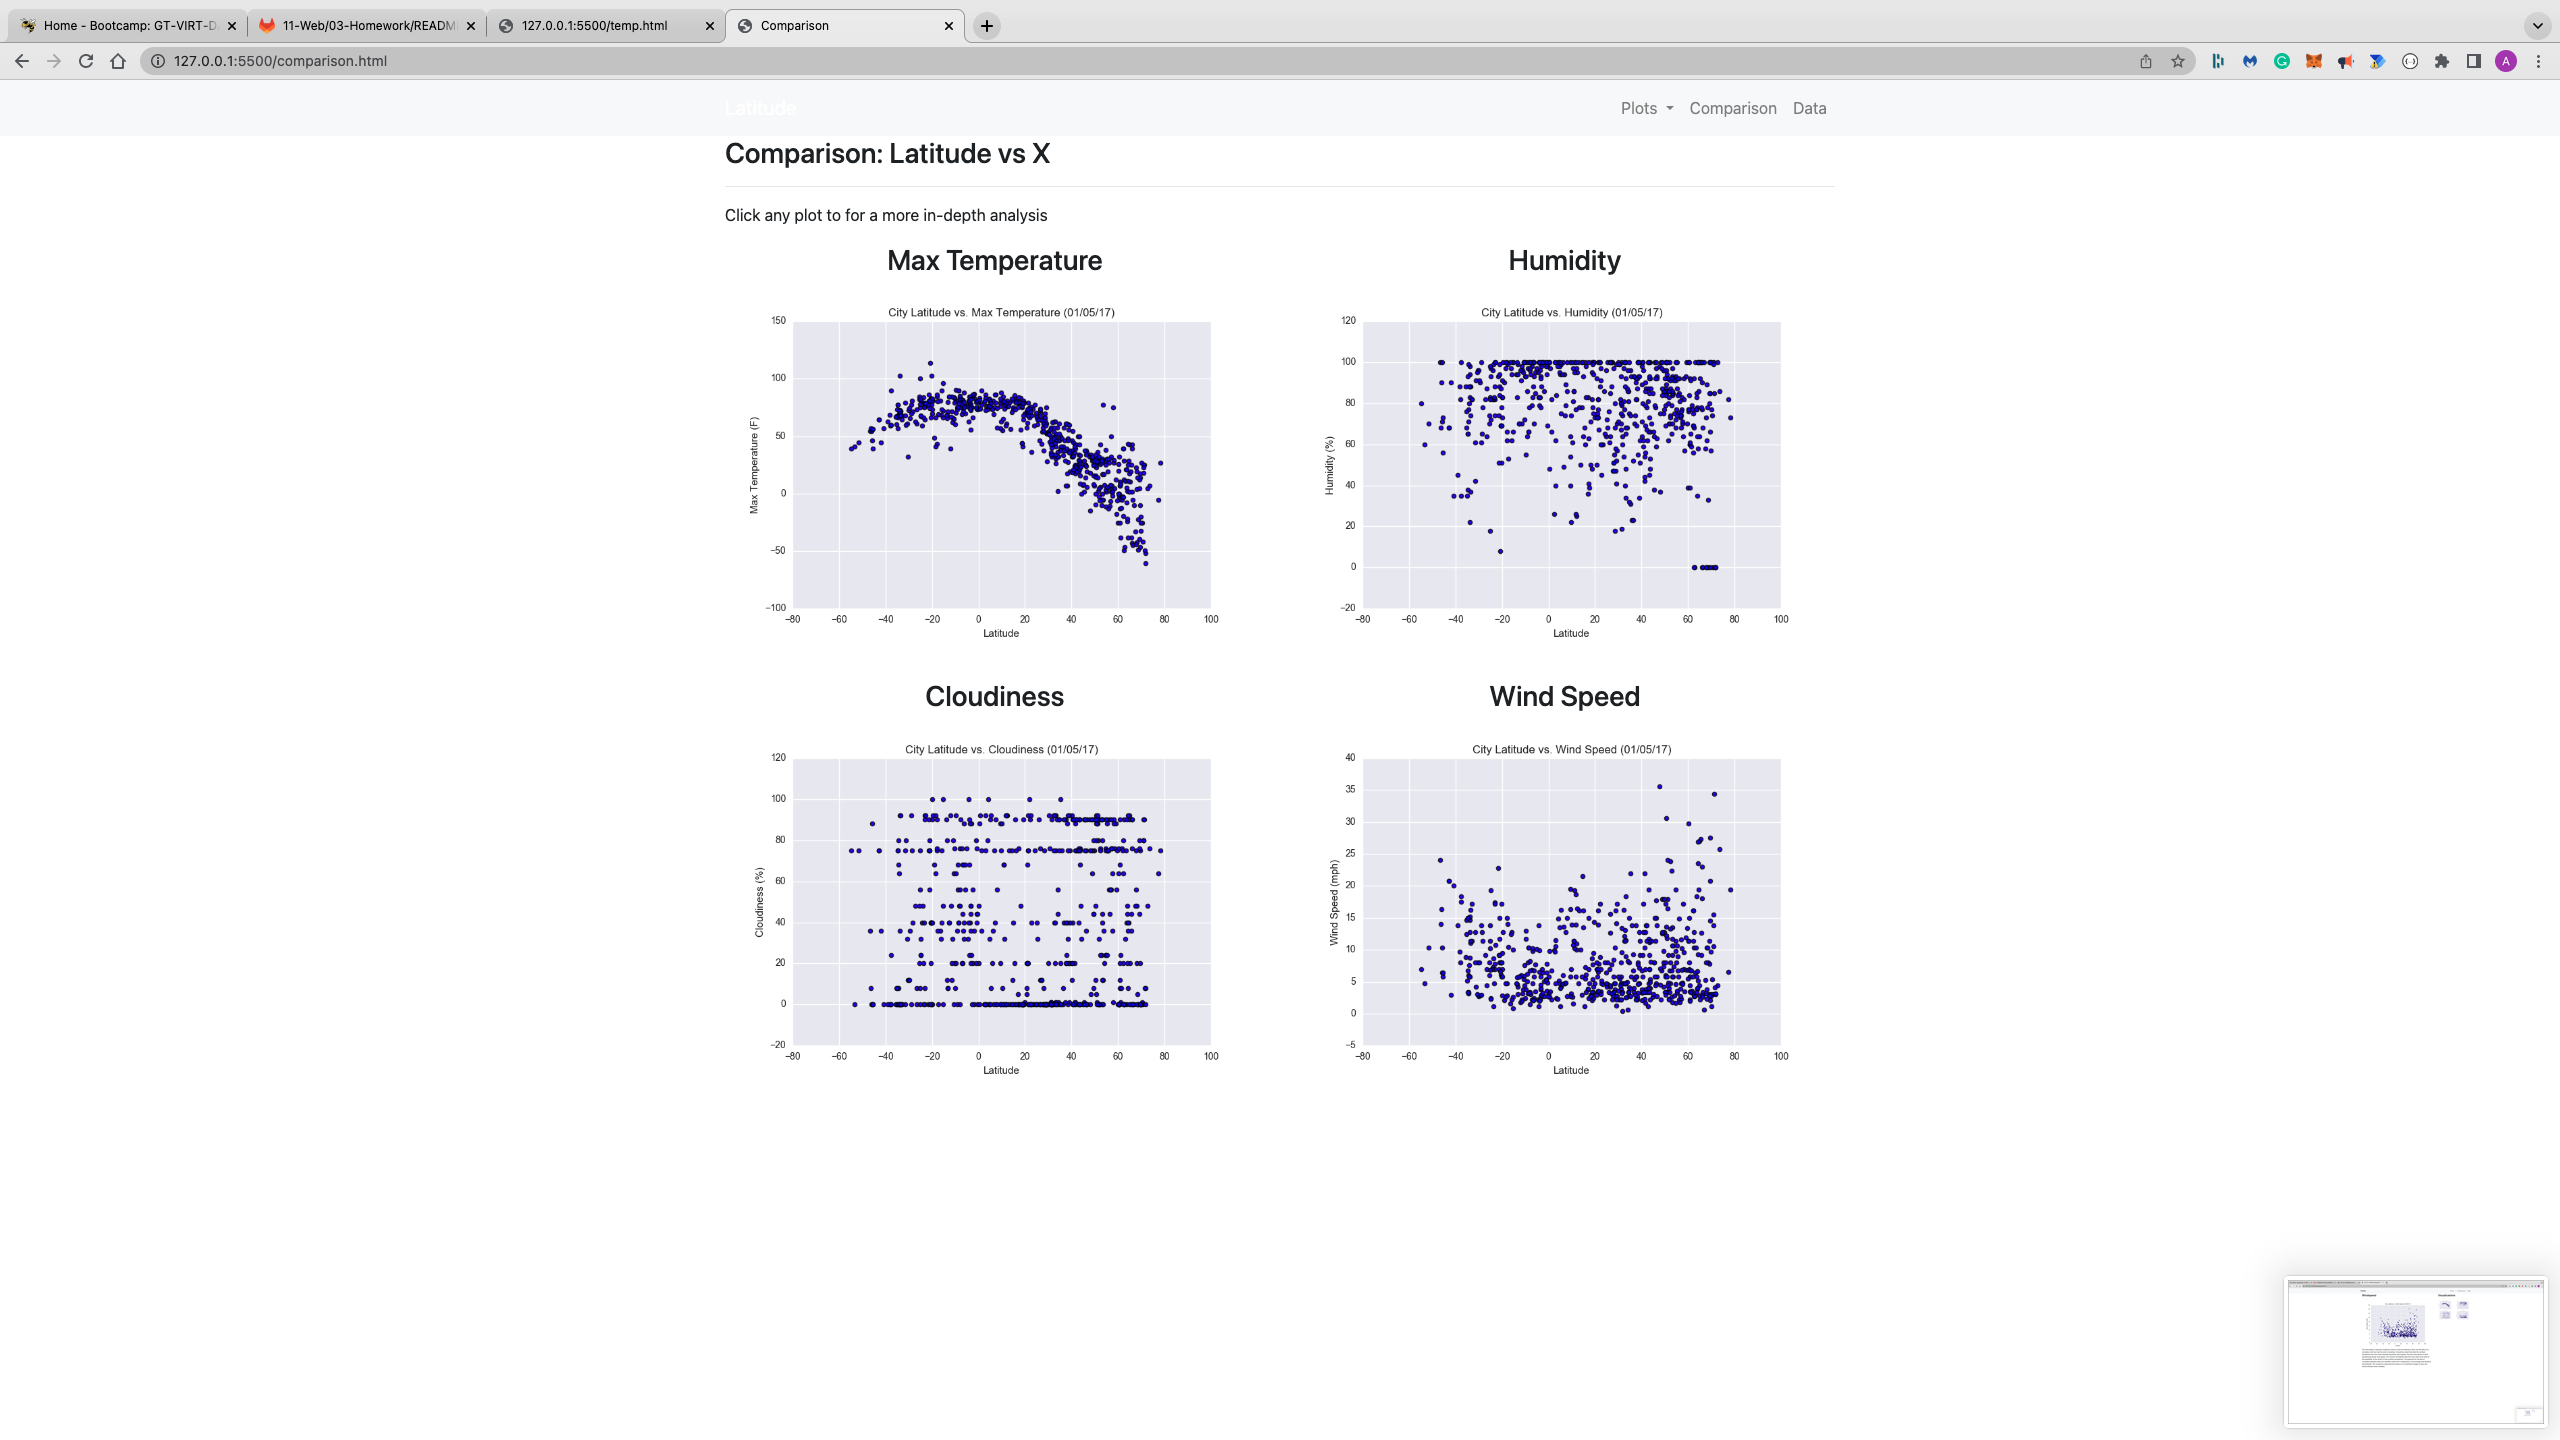 Home - Bootcamp: GT-VIRT-D
11-Web/03-Homework/READM
127.0.0.1:5500/temp.html
Comparison
127.0.0.1:5500/comparison.html
A
Latitude
Plots
Comparison
Data
Comparison: Latitude vs X
Click any plot to for a more in-depth analysis
Max Temperature
City Latitude vs. Max Temperature (01/05/17)
Max Temperature (F)
150
100
50
0
−50
−100
−80 −60 −40 −20 0 20 40 60 80 100
Latitude
Humidity
City Latitude vs. Humidity (01/05/17)
Humidity (%)
120
100
80
60
40
20
0
−20
−80 −60 −40 −20 0 20 40 60 80 100
Latitude
Cloudiness
City Latitude vs. Cloudiness (01/05/17)
Cloudiness (%)
120
100
80
60
40
20
0
−20
−80 −60 −40 −20 0 20 40 60 80 100
Latitude
Wind Speed
City Latitude vs. Wind Speed (01/05/17)
Wind Speed (mph)
40
35
30
25
20
15
10
5
0
−5
−80 −60 −40 −20 0 20 40 60 80 100
Latitude